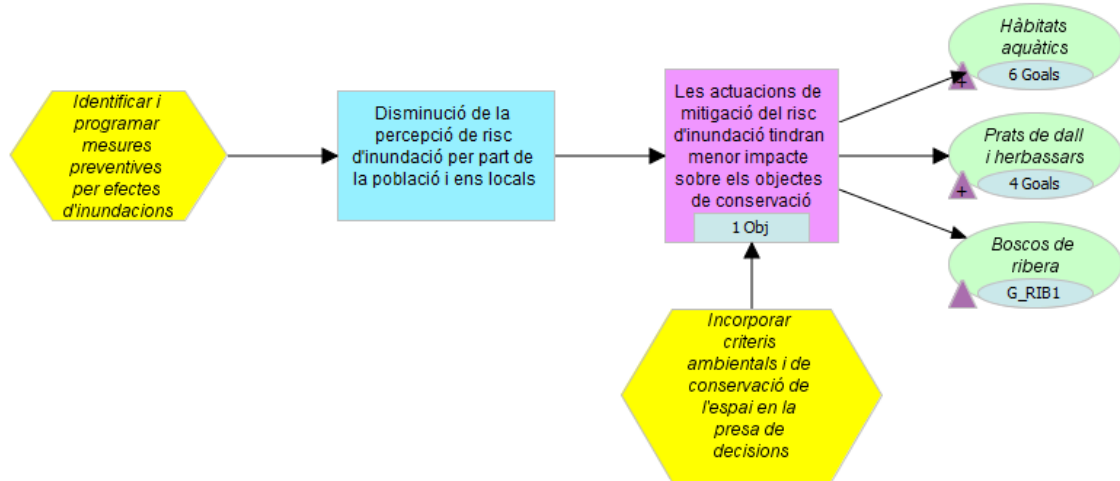 Identificar i
programar
mesures
preventives
per efectes
d'inundacions
Disminució de la
percepció de risc
d'inundació per part de
la població i ens locals
Les actuacions de
mitigació del risc
d'inundació tindran
menor impacte
sobre els objectes
de conservació
1 Obj
Hàbitats
aquàtics
6 Goals
+
Prats de dall
i herbassars
4 Goals
+
Boscos de
ribera
G_RIB1
Incorporar
criteris
ambientals i de
conservació de
l'espai en la
presa de
decisions